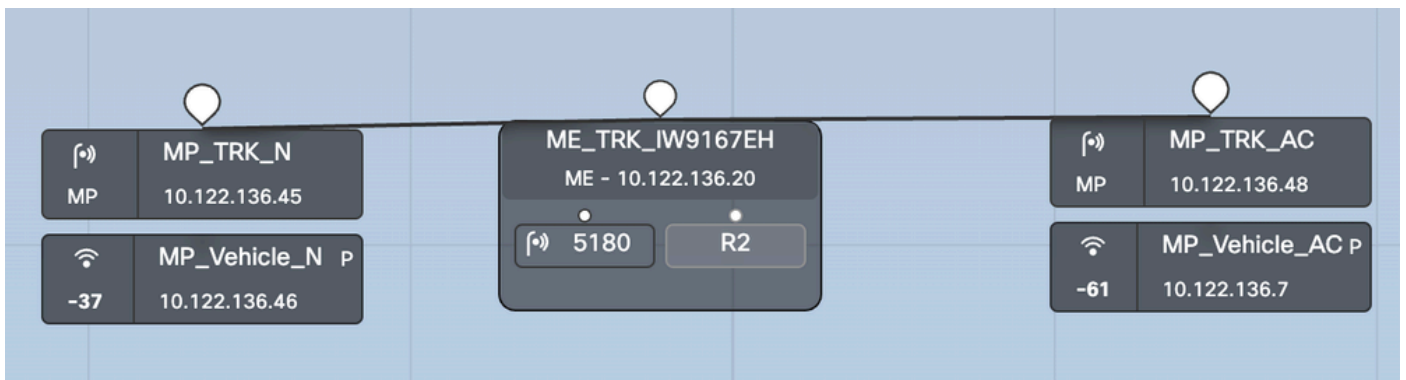 MP_TRK_N
MP
10.122.136.45
MP_Vehicle_N P
-37
10.122.136.46
ME_TRK_IW9167EH
ME - 10.122.136.20
5180
R2
MP_TRK_AC
MP
10.122.136.48
MP_Vehicle_AC P
-61
10.122.136.7